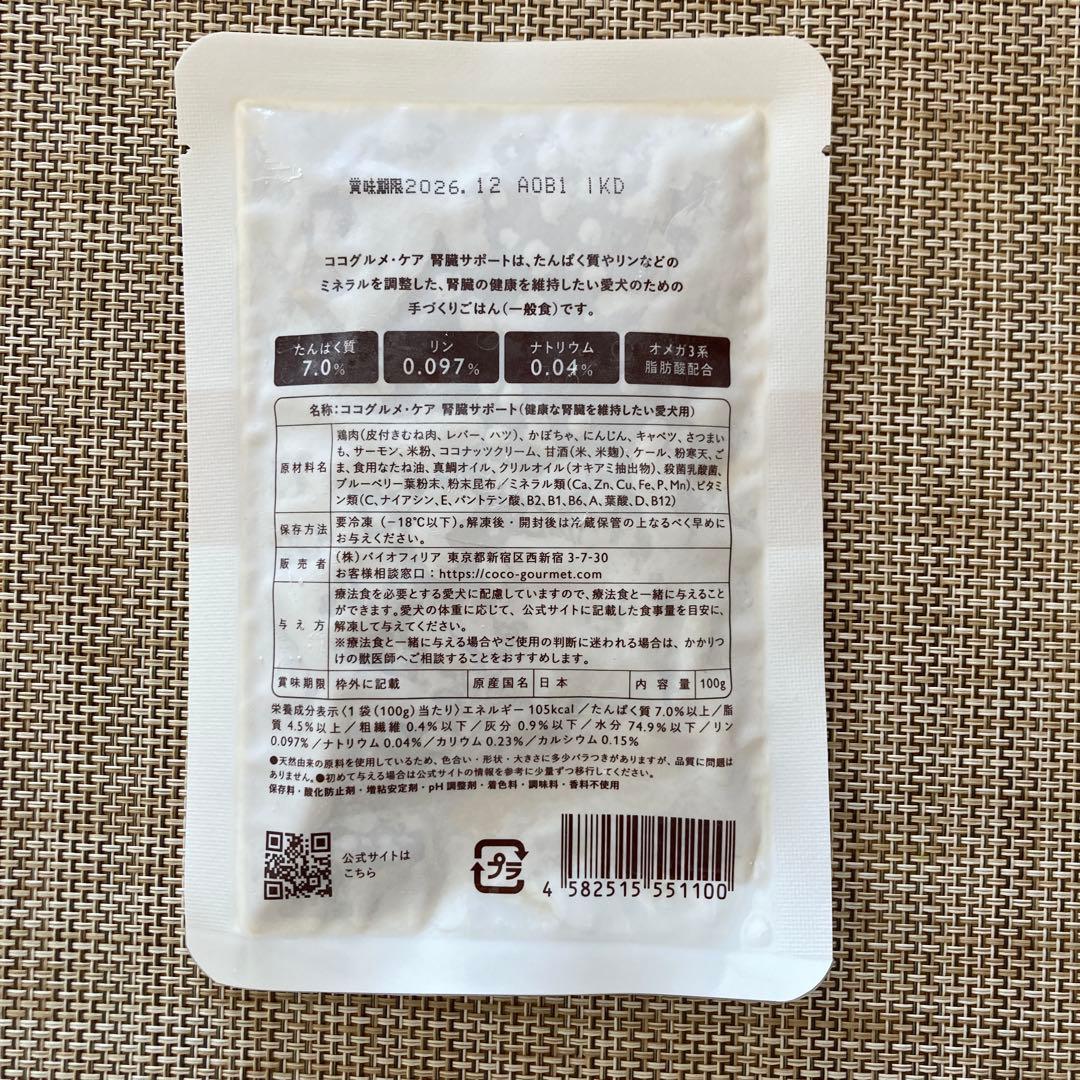 賞味期限2026.12 AOB1 IKD
ココグルメ・ケア 腎臓サポートは、たんぱく質やリンなどの
ミネラルを調整した、腎臓の健康を維持したい愛犬のための
手づくりごはん(一般食)です。
たんぱく質
7.0%
リン
0.097%
ナトリウム
0.04%
オメガ3系
脂肪酸配合
名称:ココグルメ・ケア 腎臓サポート(健康な腎臓を維持したい愛犬用)
原材料名
鶏肉(皮付きむね肉、レバー、ハツ)、かぼちゃ、にんじん、キャベツ、さつまい
も、サーモン、米粉、ココナッツクリーム、甘酒(米、米麹)、ケール、粉寒天、ご
ま、食用なたね油、真鯛オイル、クリルオイル(オキアミ抽出物)、殺菌乳酸菌、
ブルーベリー葉粉末、粉末昆布/ミネラル類(Ca、Zn、Cu、Fe、P、Mn)、ビタミ
ン類(C、ナイアシン、E、パントテン酸、B2、B1、B6、A、葉酸、D、B12)
保存方法
要冷凍 (−18℃以下)。解凍後・開封後は冷蔵保管の上なるべく早めに
お与えください。
販売者
(株)バイオフィリア 東京都新宿区西新宿 3-7-30
お客様相談窓口:https://coco-gourmet.com
与え方
療法食を必要とする愛犬に配慮していますので、療法食と一緒に与えること
ができます。愛犬の体重に応じて、公式サイトに記載した食事量を目安に、
解凍して与えてください。
※療法食と一緒に与える場合やご使用の判断に迷われる場合は、かかりつ
けの獣医師へご相談することをおすすめします。
賞味期限 枠外に記載 原産国名 日本 内容量 100g
栄養成分表示〈1袋(100g)当たり〉エネルギー 105kcal/たんぱく質 7.0%以上/脂
質 4.5%以上/粗繊維 0.4%以下/灰分 0.9%以下/水分 74.9%以下/リン
0.097%/ナトリウム 0.04%/カリウム 0.23%/カルシウム 0.15%
●天然由来の原料を使用しているため、色合い・形状・大きさに多少バラつきがありますが、品質に問題は
ありません。●初めて与える場合は公式サイトの情報を参考に少量ずつ移行してください。
保存料・酸化防止剤・増粘安定剤・pH調整剤・着色料・調味料・香料不使用
公式サイトは
こちら
プラ
4 582515 551100